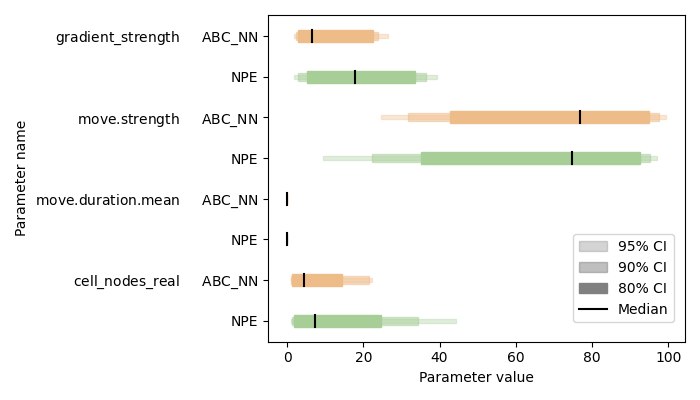 gradient_strength ABC_NN
NPE
move.strength ABC_NN
NPE
move.duration.mean ABC_NN
NPE
cell_nodes_real ABC_NN
NPE
Parameter name
95% CI
90% CI
80% CI
Median
0 20 40 60 80 100
Parameter value